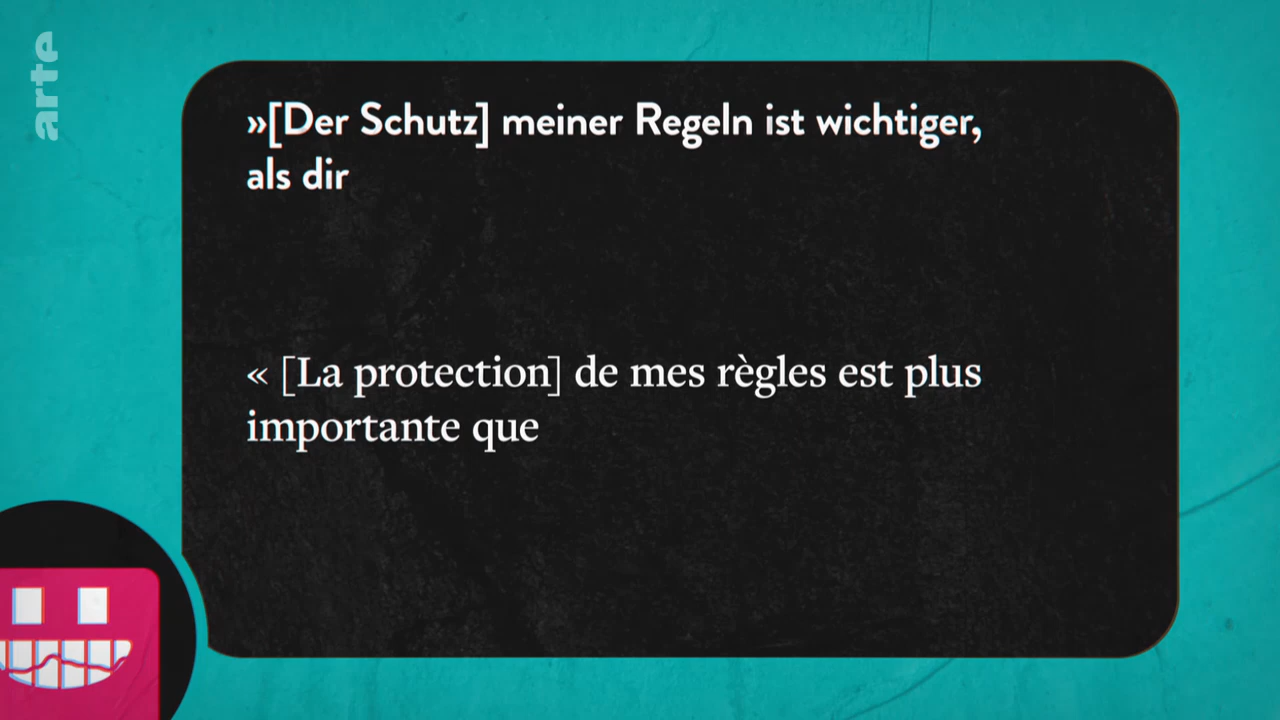 arte
»[Der Schutz] meiner Regeln ist wichtiger,
als dir
« [La protection] de mes règles est plus
importante que